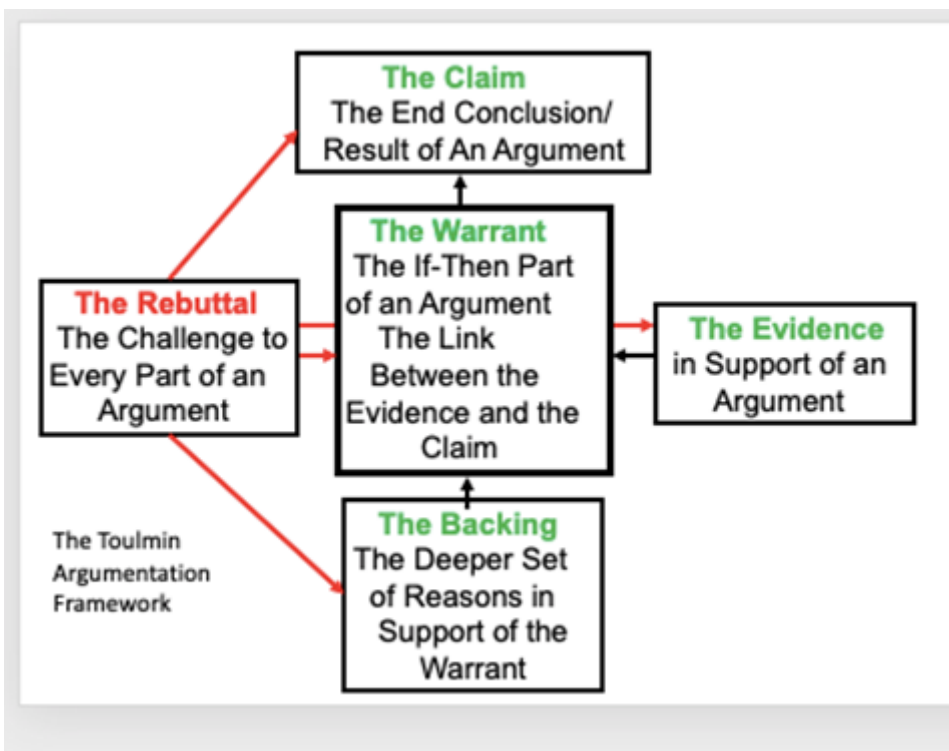 The Claim
The End Conclusion/
Result of An Argument
The Warrant
The If-Then Part
of an Argument
The Link
Between the
Evidence and the
Claim
The Rebuttal
The Challenge to
Every Part of an
Argument
The Evidence
in Support of an
Argument
The Backing
The Deeper Set
of Reasons in
Support of the
Warrant
The Toulmin
Argumentation
Framework